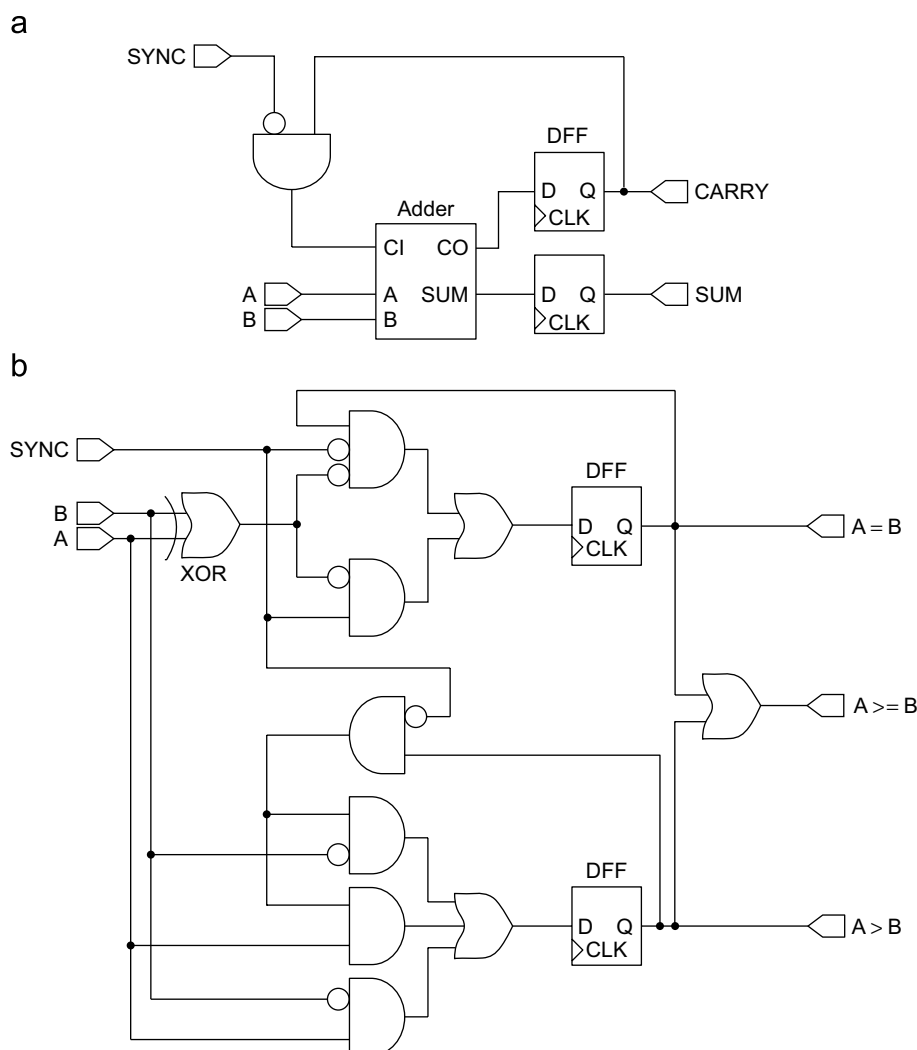 a
SYNC
DFF
D Q
CLK
CARRY
Adder
CI CO
A A SUM
B B
D Q
CLK
SUM
b
SYNC
B
A
XOR
DFF
D Q
CLK
A = B
A >= B
DFF
D Q
CLK
A > B